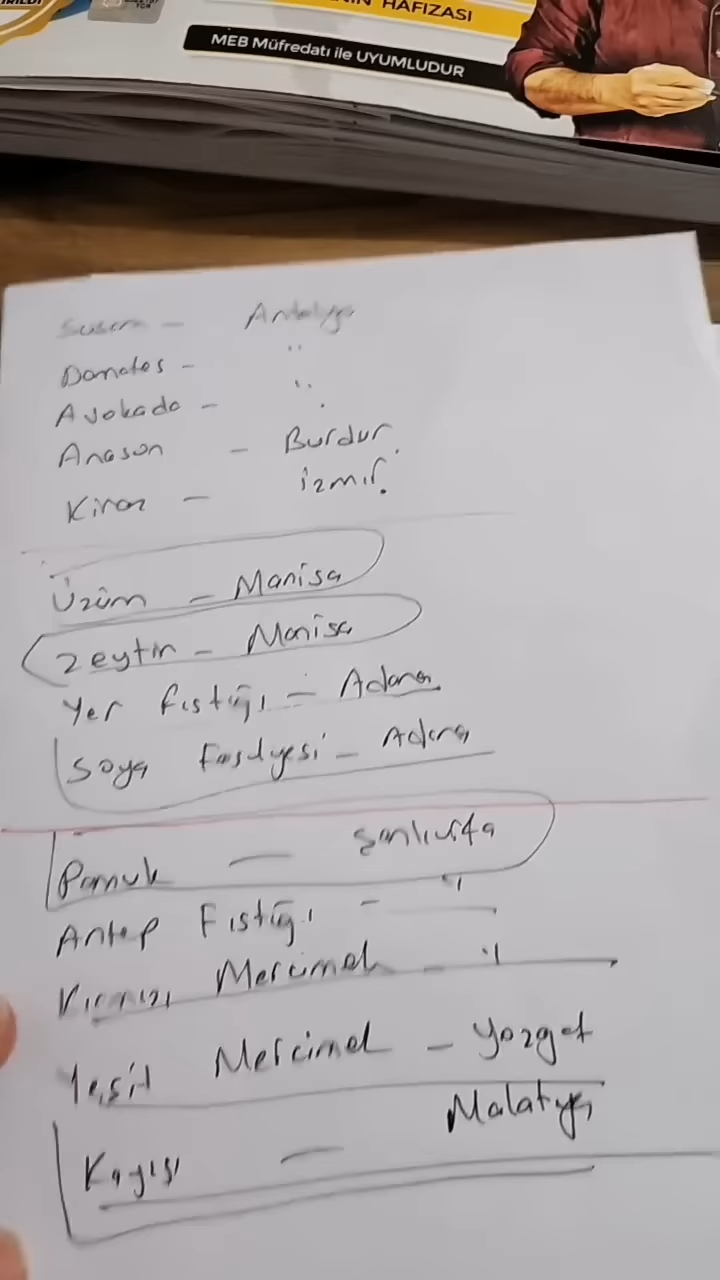 HAFIZASI
MEB Müfredatı ile UYUMLUDUR
Susam - Antalya
Domates - "
Avokado - "
Anason - Burdur.
Kiraz - İzmir.
Üzüm - Manisa
Zeytin - Manisa
Yer fıstığı - Adana
Soya Fasulyesi - Adana
Pamuk - Şanlıurfa
Antep Fıstığı - "
Kırmızı Mercimek - "
Yeşil Mercimek - Yozgat
Kayısı - Malatya